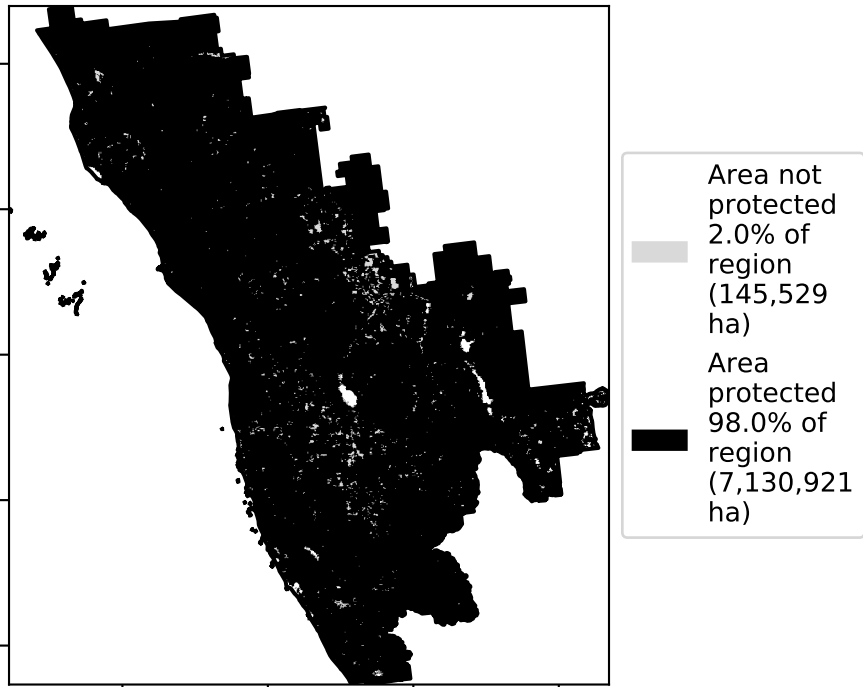 Area not
protected
2.0% of
region
(145,529
ha)
Area
protected
98.0% of
region
(7,130,921
ha)